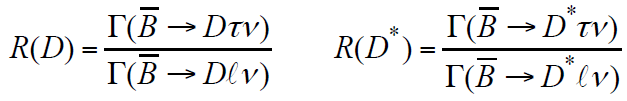 R(D) = Γ(B̅ → Dτν) / Γ(B̅ → Dℓν)
R(D*) = Γ(B̅ → D*τν) / Γ(B̅ → D*ℓν)